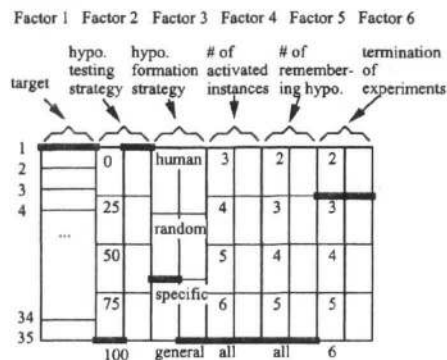 Factor 1 Factor 2 Factor 3 Factor 4 Factor 5 Factor 6
hypo. hypo. # of # of termination
testing formation activated remember- of
target strategy strategy instances ing hypo. experiments
1 0 human 3 2 2
2
3
4 25 random 4 3 3
...
50 5 4 4
75 specific 6 5 5
34
35 100 general all all 6